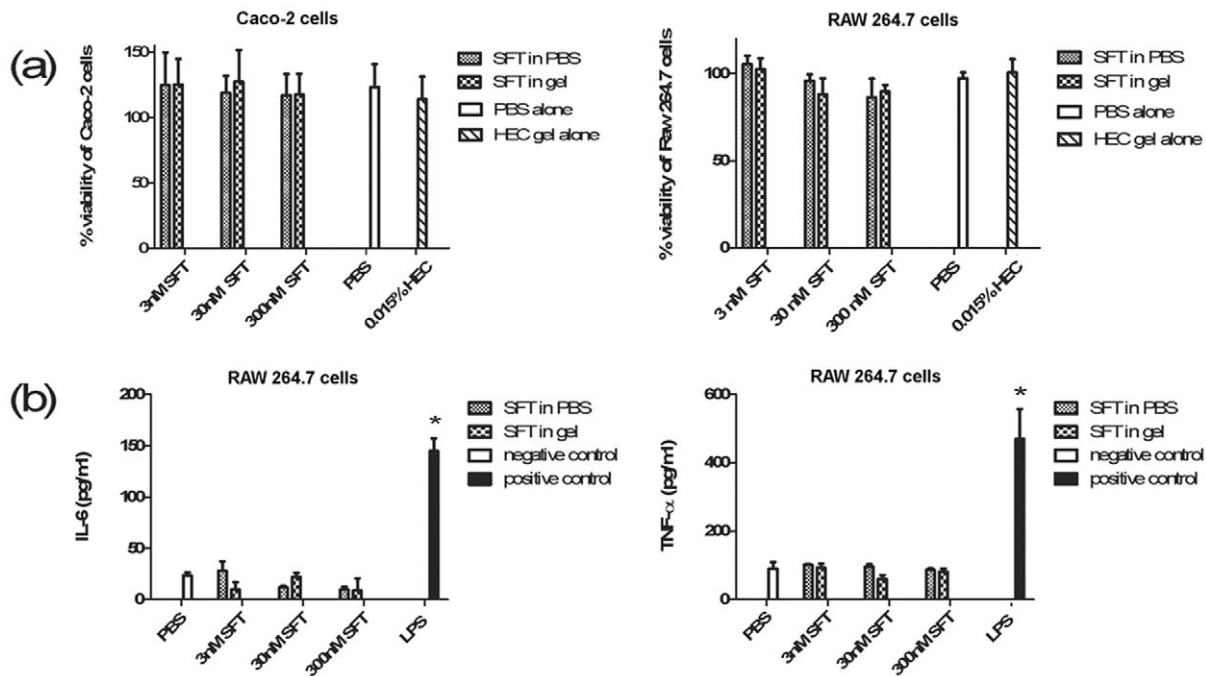 (a)
Caco-2 cells
% viability of Caco-2 cells
150
100
50
0
3nM SFT
30nM SFT
300nM SFT
PBS
0.015% HEC
SFT in PBS
SFT in gel
PBS alone
HEC gel alone
RAW 264.7 cells
% viability of Raw 264.7 cells
100
50
0
3 nM SFT
30 nM SFT
300 nM SFT
PBS
0.015% HEC
SFT in PBS
SFT in gel
PBS alone
HEC gel alone
(b)
RAW 264.7 cells
IL-6 (pg/ml)
200
150
100
50
0
PBS
3nM SFT
30nM SFT
300nM SFT
LPS
*
SFT in PBS
SFT in gel
negative control
positive control
RAW 264.7 cells
TNF-α (pg/ml)
600
400
200
0
PBS
3nM SFT
30nM SFT
300nM SFT
LPS
*
SFT in PBS
SFT in gel
negative control
positive control